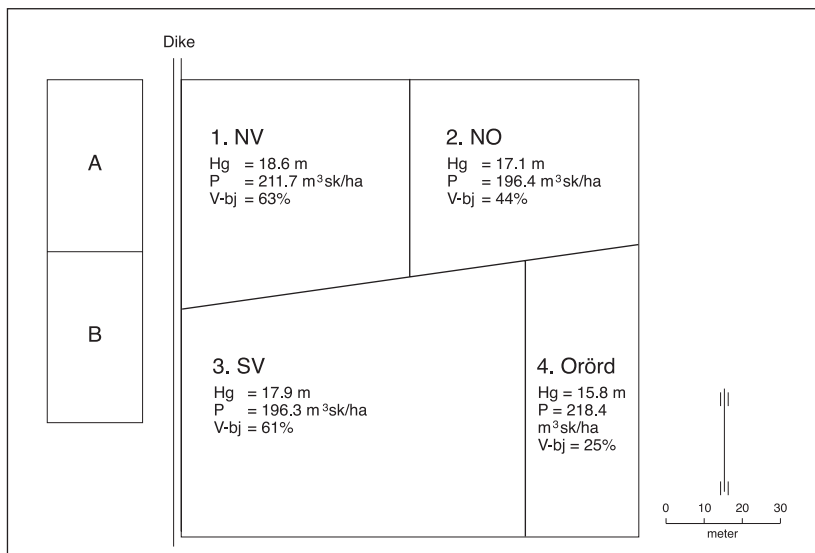 Dike
A
B
1. NV
Hg = 18.6 m
P = 211.7 m³sk/ha
V-bj = 63%
2. NO
Hg = 17.1 m
P = 196.4 m³sk/ha
V-bj = 44%
3. SV
Hg = 17.9 m
P = 196.3 m³sk/ha
V-bj = 61%
4. Orörd
Hg = 15.8 m
P = 218.4
m³sk/ha
V-bj = 25%
0 10 20 30
meter